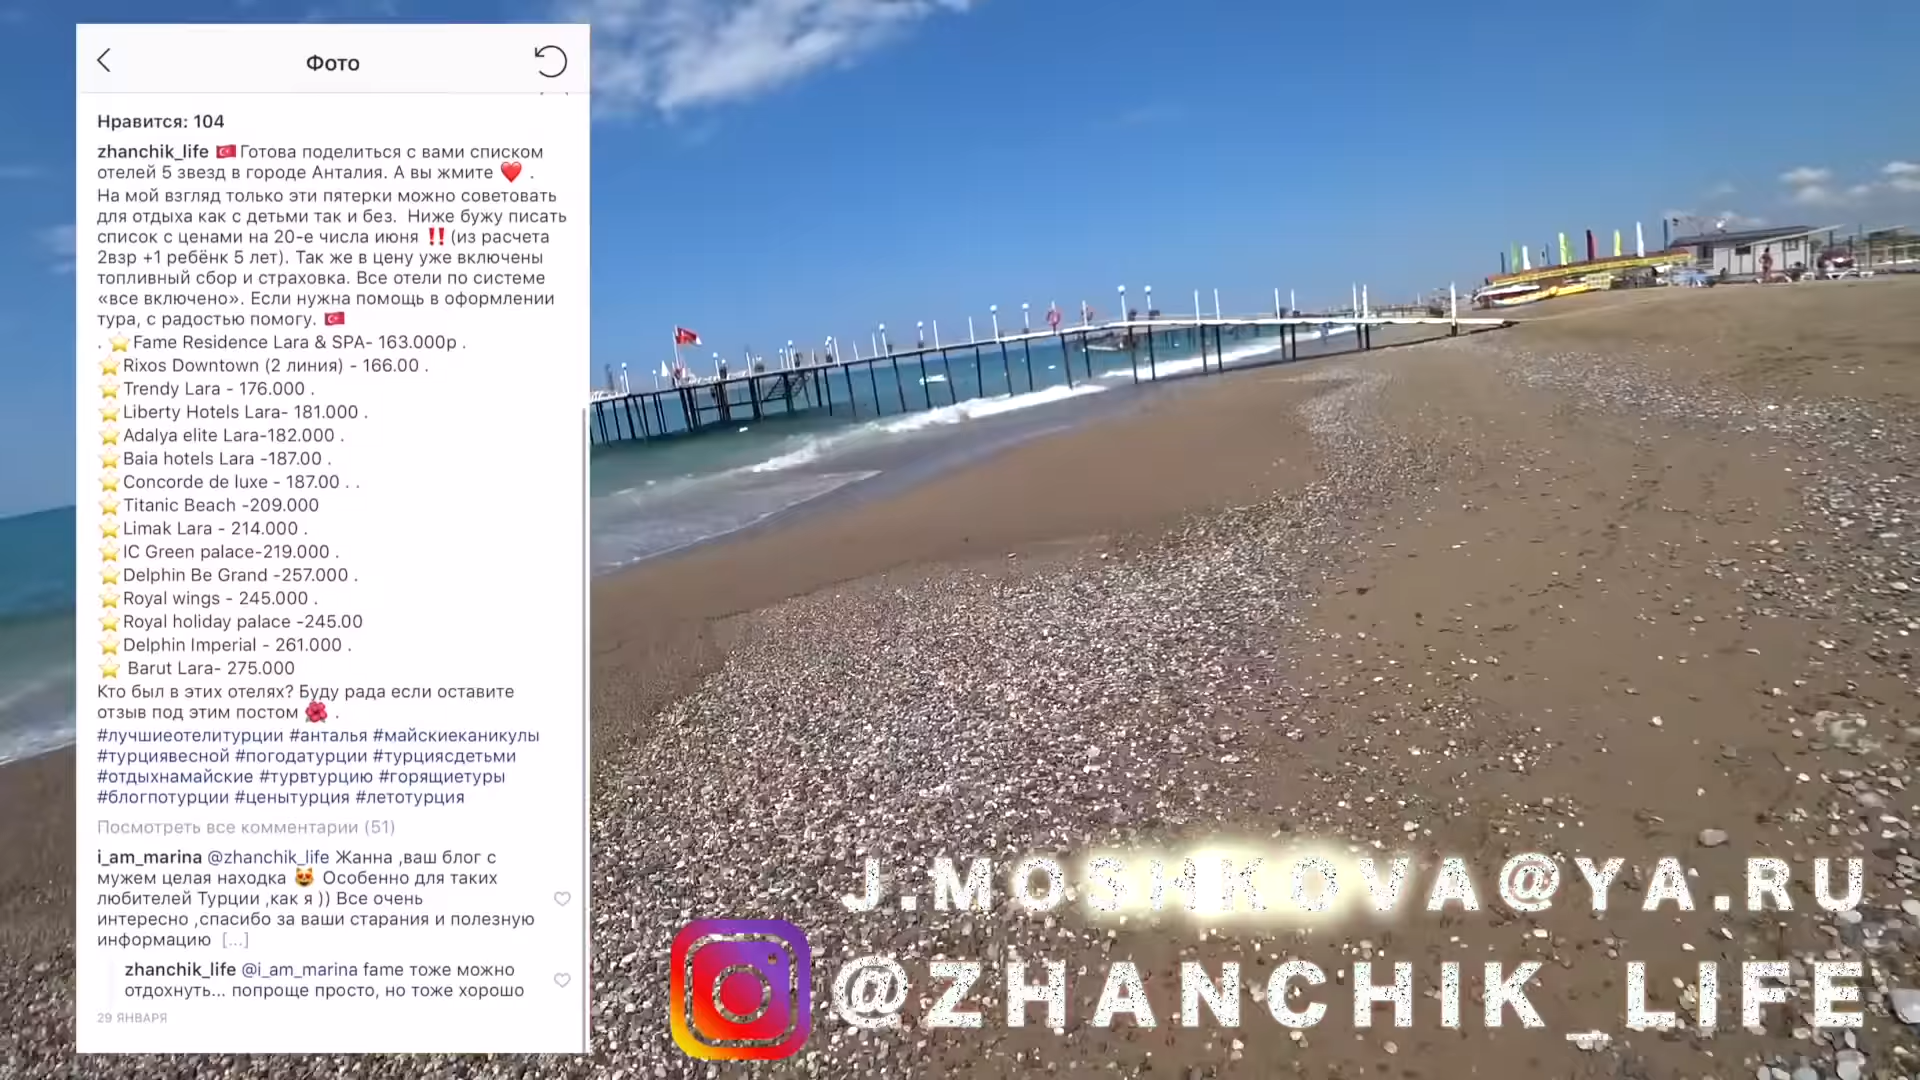 Фото
Нравится: 104
zhanchik_life 🇹🇷 Готова поделиться с вами списком
отелей 5 звезд в городе Анталия. А вы жмите ❤️ .
На мой взгляд только эти пятерки можно советовать
для отдыха как с детьми так и без. Ниже бужу писать
список с ценами на 20-е числа июня ‼️ (из расчета
2взр +1 ребёнк 5 лет). Так же в цену уже включены
топливный сбор и страховка. Все отели по системе
«все включено». Если нужна помощь в оформлении
тура, с радостью помогу. 🇹🇷
. ⭐Fame Residence Lara & SPA- 163.000р .
⭐Rixos Downtown (2 линия) - 166.00 .
⭐Trendy Lara - 176.000 .
⭐Liberty Hotels Lara- 181.000 .
⭐Adalya elite Lara-182.000 .
⭐Baia hotels Lara -187.00 .
⭐Concorde de luxe - 187.00 . .
⭐Titanic Beach -209.000
⭐Limak Lara - 214.000 .
⭐IC Green palace-219.000 .
⭐Delphin Be Grand -257.000 .
⭐Royal wings - 245.000 .
⭐Royal holiday palace -245.00
⭐Delphin Imperial - 261.000 .
⭐ Barut Lara- 275.000
Кто был в этих отелях? Буду рада если оставите
отзыв под этим постом 🌺 .
#лучшиеотелитурции #анталья #майскиеканикулы
#турциявесной #погодатурции #турциясдетьми
#отдыхнамайские #турвтурцию #горящиетуры
#блогпотурции #ценытурция #летотурция
Посмотреть все комментарии (51)
i_am_marina @zhanchik_life Жанна ,ваш блог с
мужем целая находка 😻 Особенно для таких
любителей Турции ,как я )) Все очень
интересно ,спасибо за ваши старания и полезную
информацию [...]
zhanchik_life @i_am_marina fame тоже можно
отдохнуть... попроще просто, но тоже хорошо
29 ЯНВАРЯ
J.MOSHKOVA@YA.RU
@ZHANCHIK_LIFE